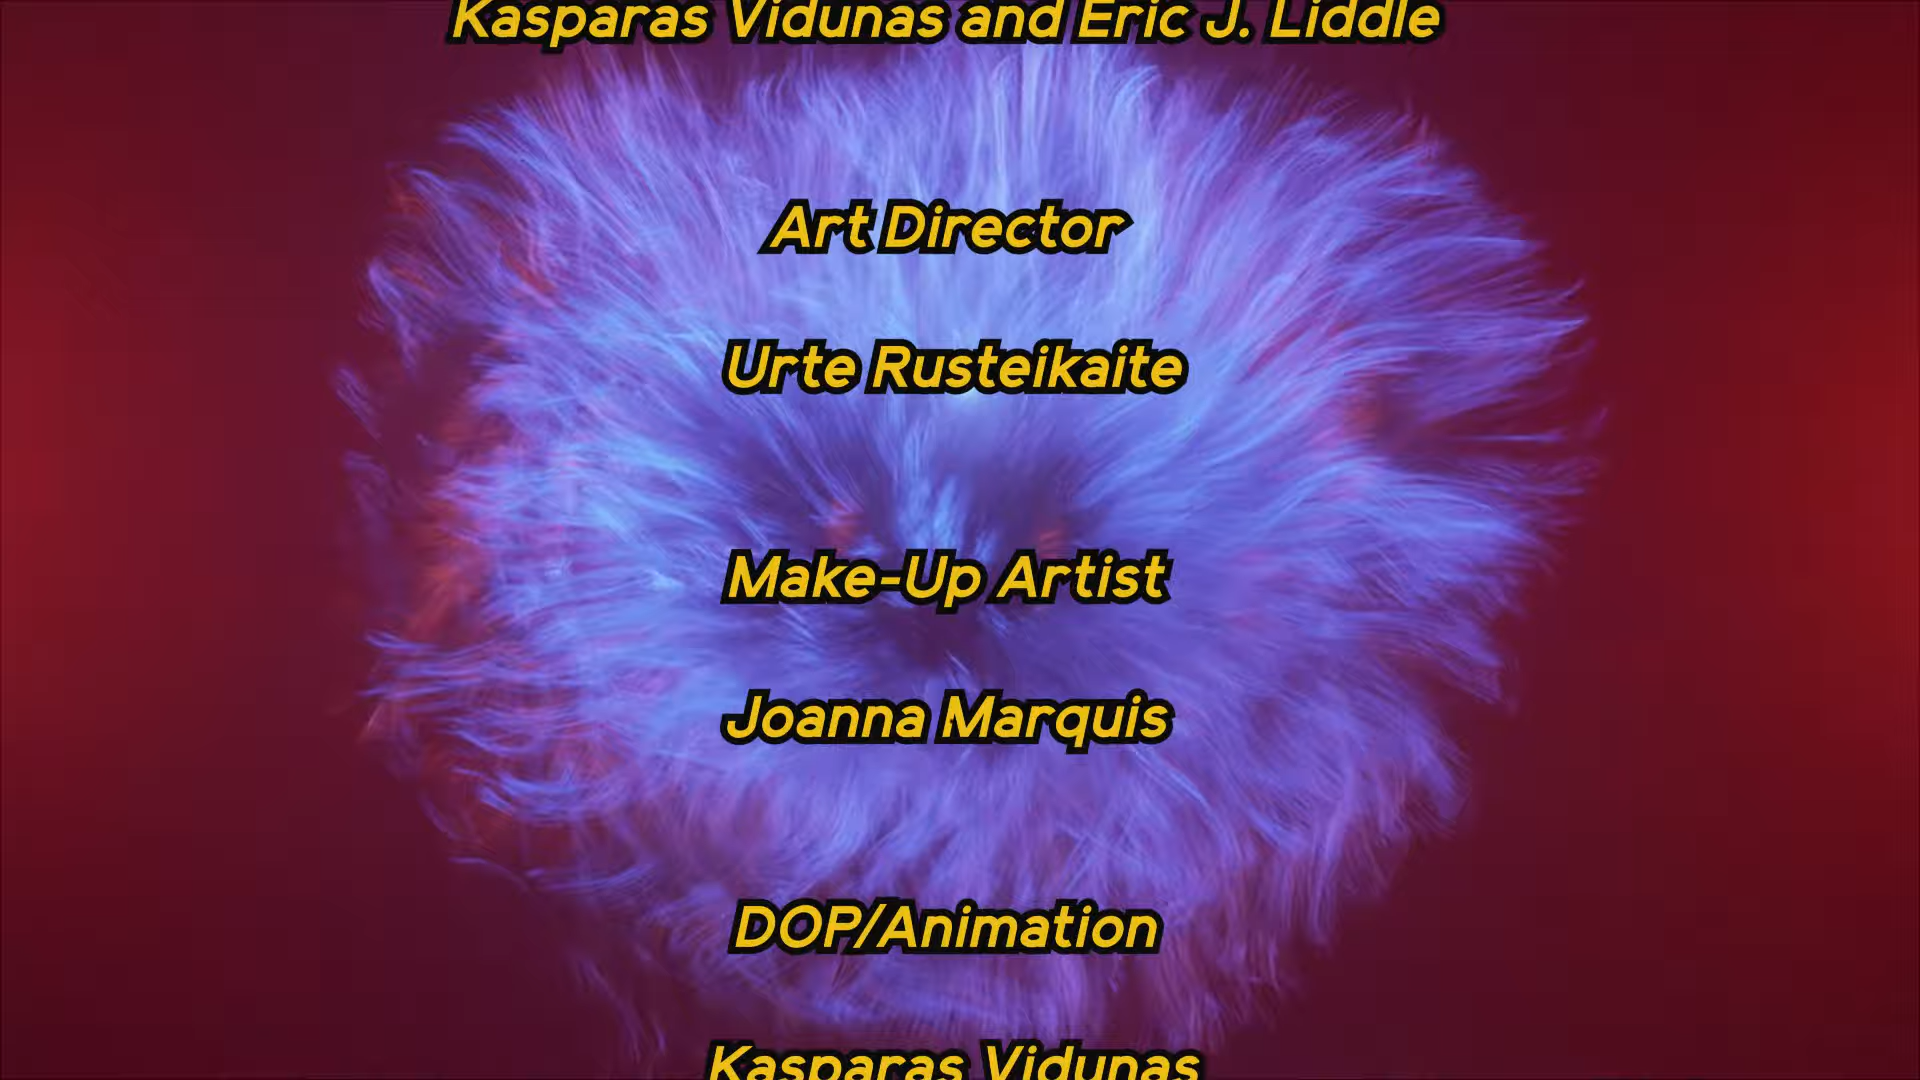 Kasparas Vidunas and Eric J. Liddle
Art Director
Urte Rusteikaite
Make-Up Artist
Joanna Marquis
DOP/Animation
Kasparas Vidunas